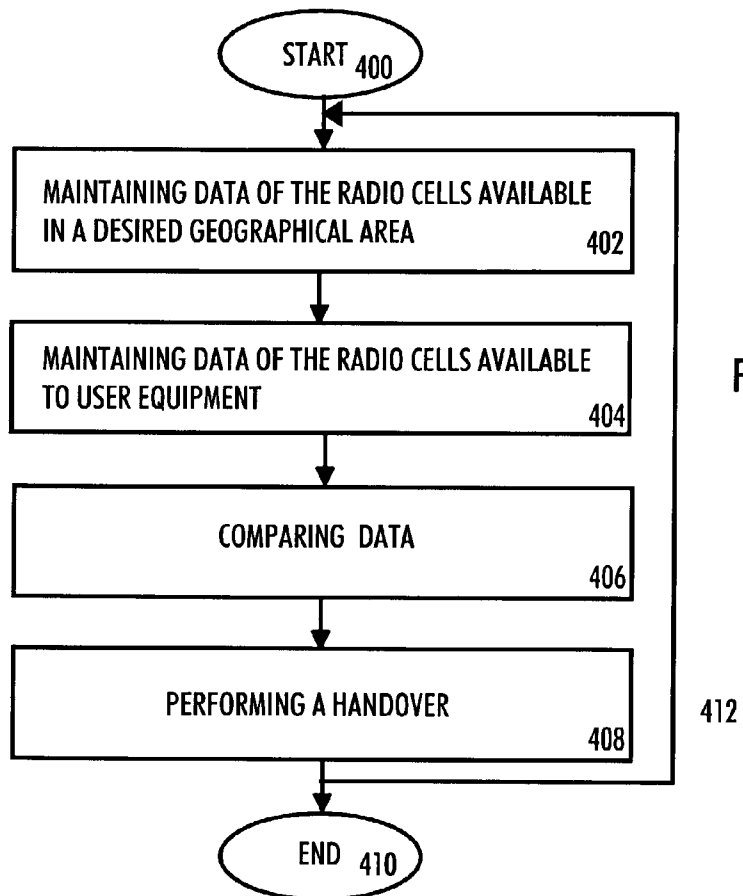 START 400
MAINTAINING DATA OF THE RADIO CELLS AVAILABLE
IN A DESIRED GEOGRAPHICAL AREA
402
MAINTAINING DATA OF THE RADIO CELLS AVAILABLE
TO USER EQUIPMENT
404
F
COMPARING DATA
406
PERFORMING A HANDOVER
408
412
END 410